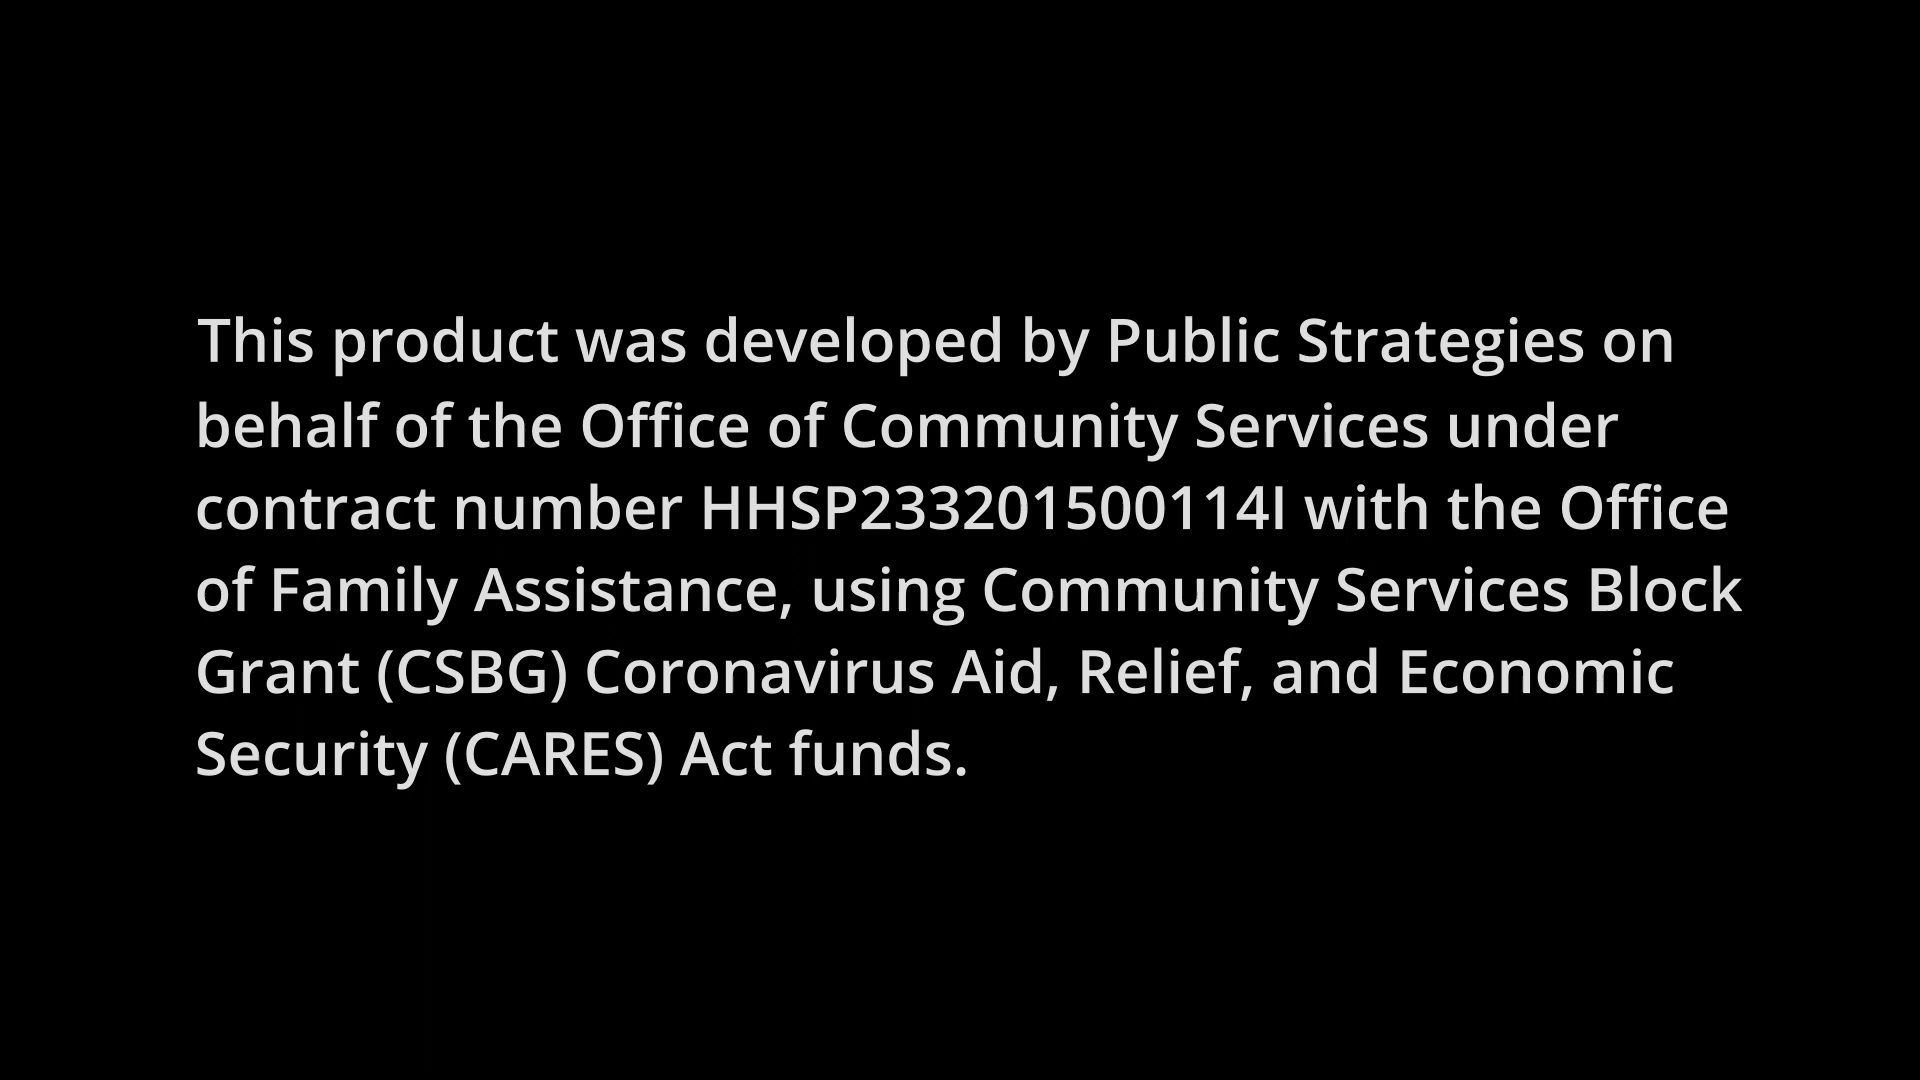 This product was developed by Public Strategies on
behalf of the Office of Community Services under
contract number HHSP233201500114I with the Office
of Family Assistance, using Community Services Block
Grant (CSBG) Coronavirus Aid, Relief, and Economic
Security (CARES) Act funds.